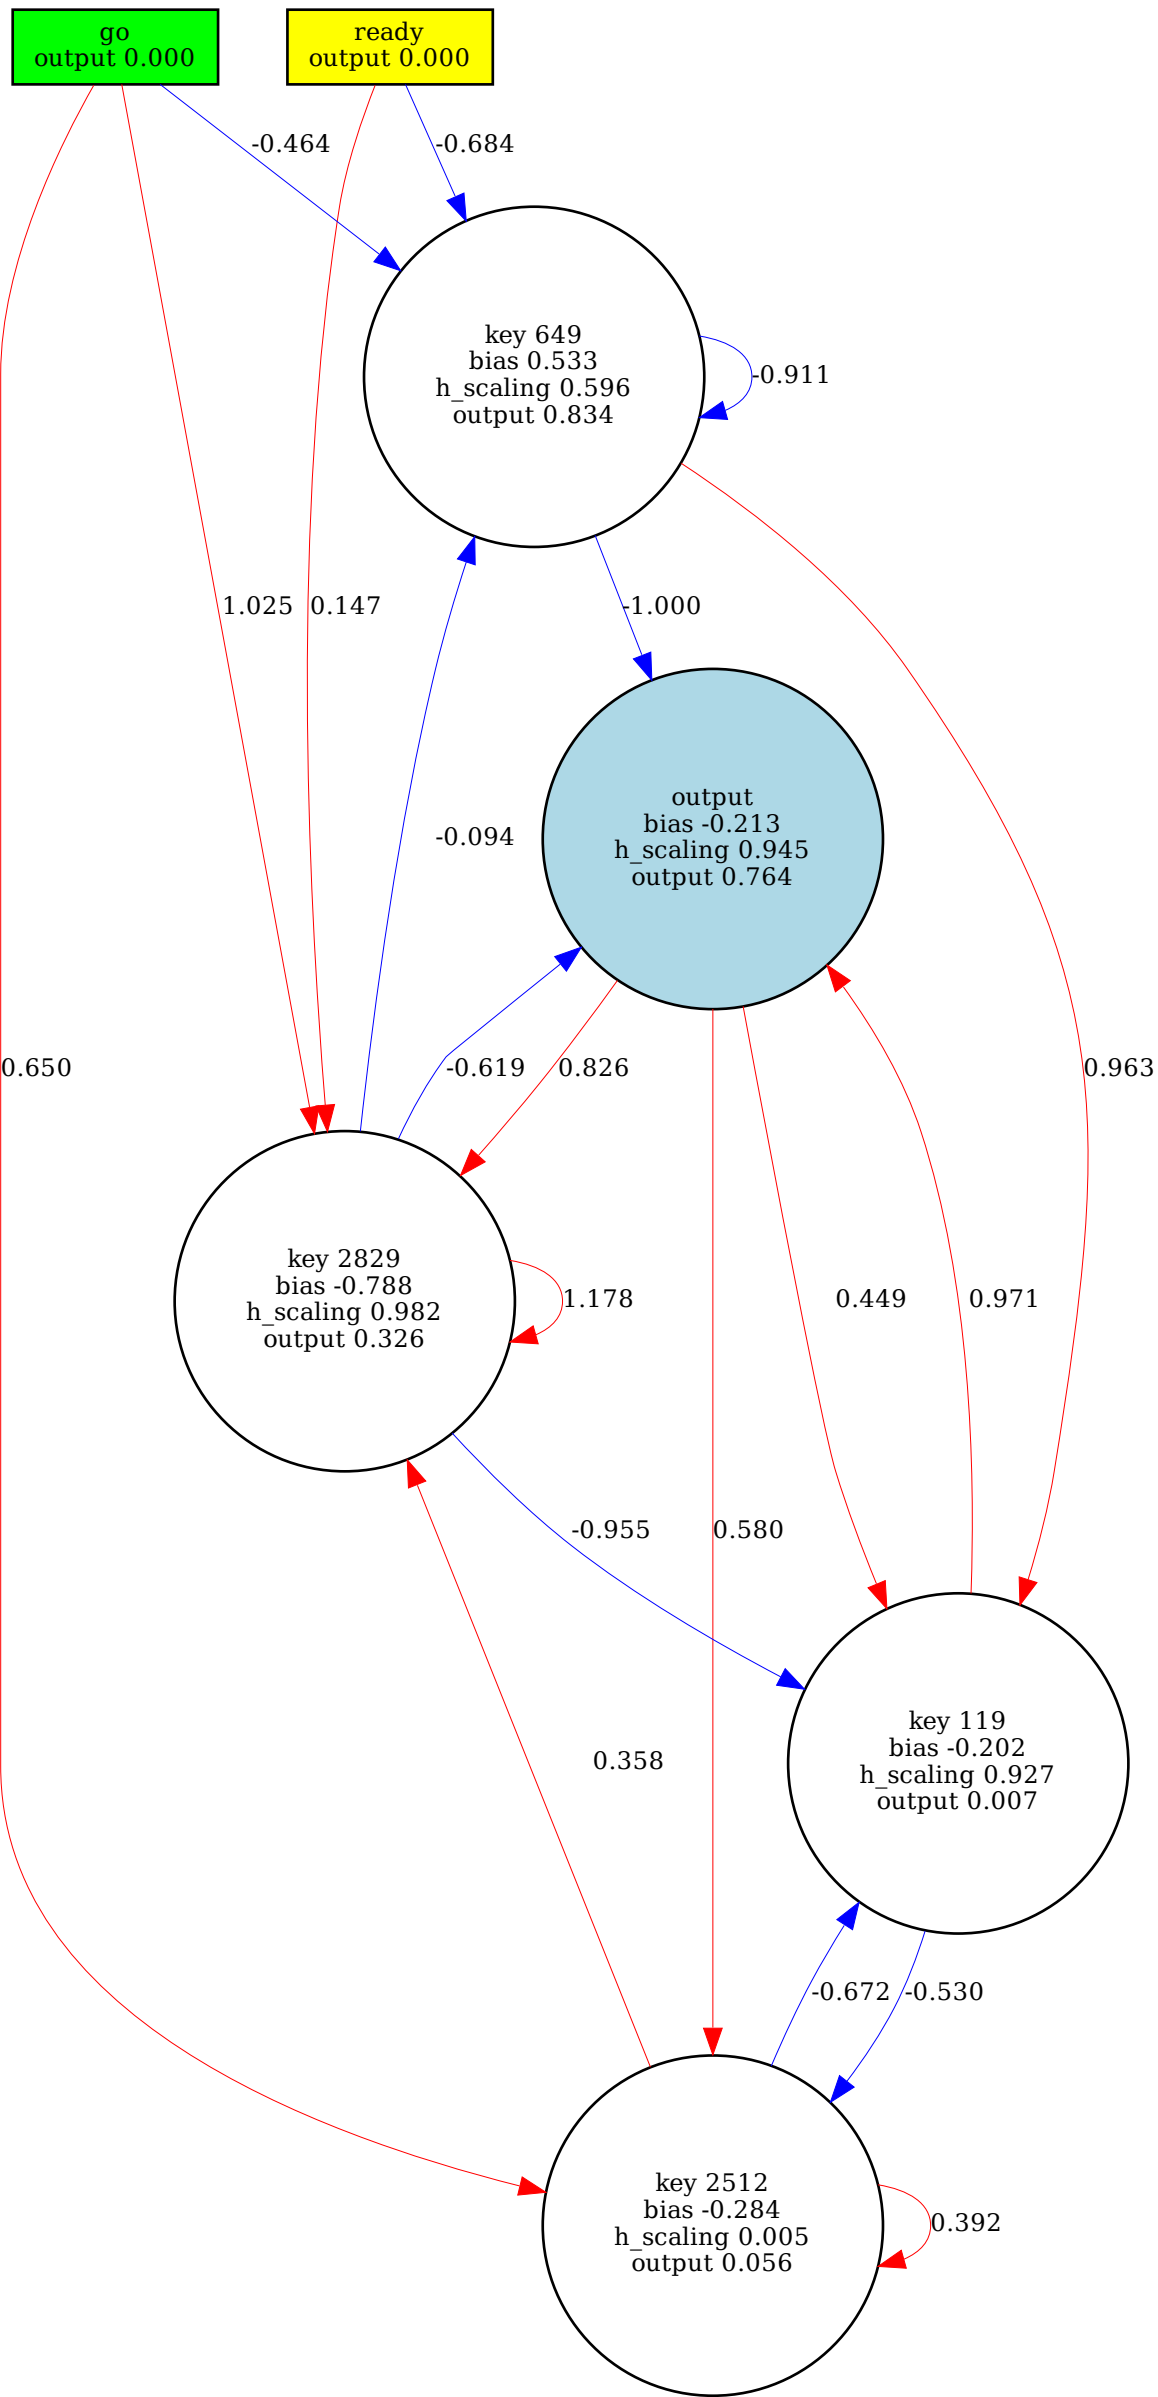 go
output 0.000
ready
output 0.000
-0.464
-0.684
key 649
bias 0.533
h_scaling 0.596
output 0.834
-0.911
1.025
0.147
-1.000
output
bias -0.213
h_scaling 0.945
output 0.764
-0.094
0.650
-0.619
0.826
0.963
key 2829
bias -0.788
h_scaling 0.982
output 0.326
1.178
0.449
0.971
-0.955
0.580
key 119
bias -0.202
h_scaling 0.927
output 0.007
0.358
-0.672
-0.530
key 2512
bias -0.284
h_scaling 0.005
output 0.056
0.392